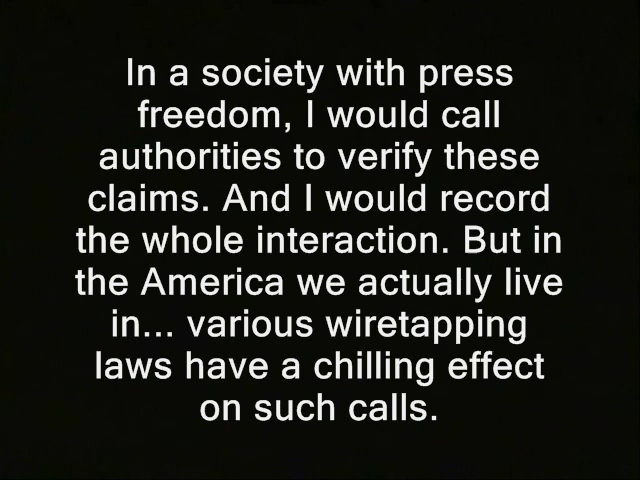 In a society with press
freedom, I would call
authorities to verify these
claims. And I would record
the whole interaction. But in
the America we actually live
in... various wiretapping
laws have a chilling effect
on such calls.